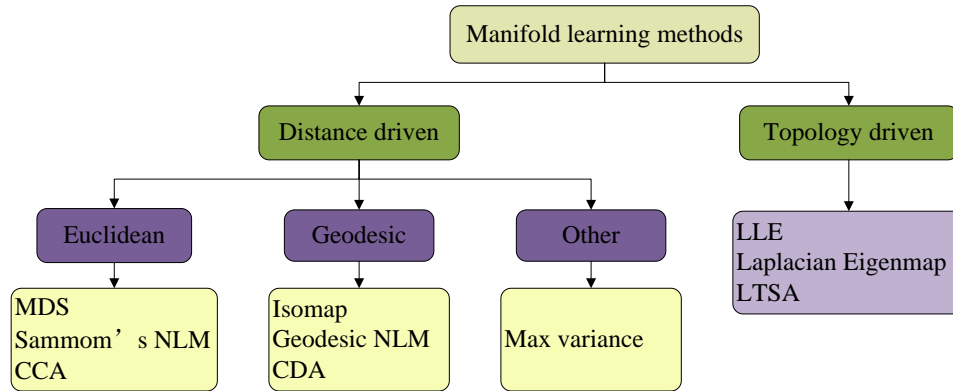 Manifold learning methods
Distance driven
Topology driven
Euclidean
Geodesic
Other
MDS
Sammom’s NLM
CCA
Isomap
Geodesic NLM
CDA
Max variance
LLE
Laplacian Eigenmap
LTSA